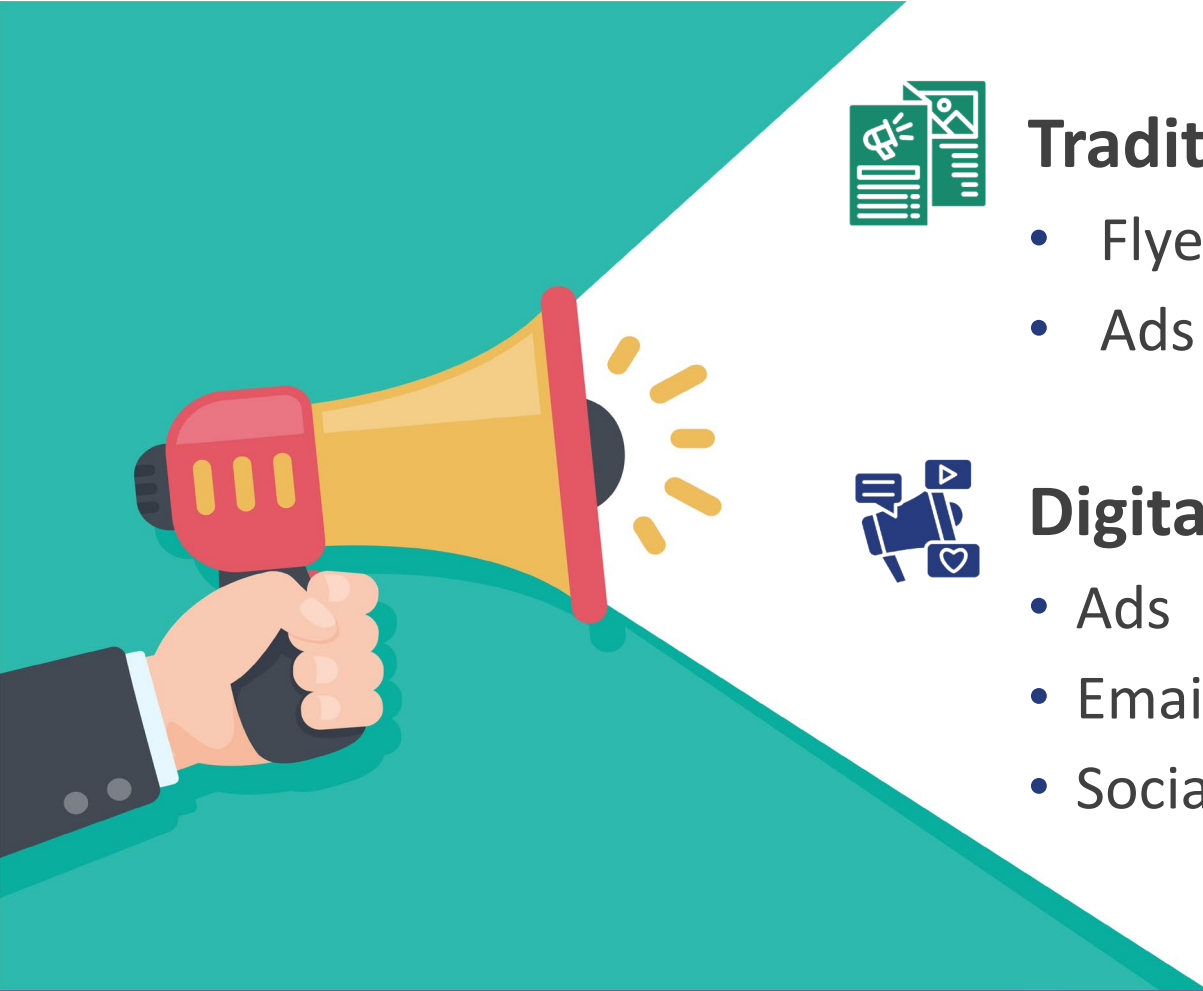 Tradit
• Flye
• Ads
Digita
• Ads
• Emai
• Socia